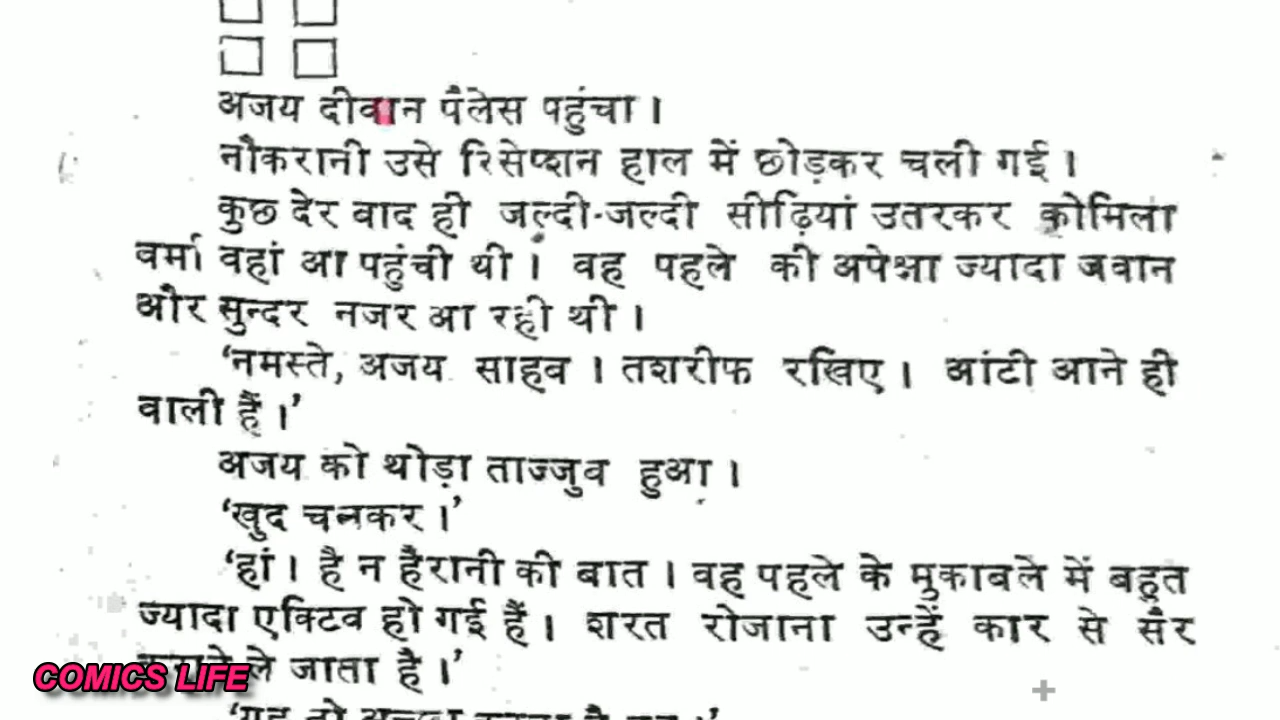 अजय दीवान पैलेस पहुंचा ।
नौकरानी उसे रिसेप्शन हाल में छोड़कर चली गई ।
कुछ देर बाद ही जल्दी-जल्दी सीढ़ियां उतरकर कोमिला
वर्मा वहां आ पहुंची थी । वह पहले की अपेक्षा ज्यादा जवान
और सुन्दर नजर आ रही थी ।
‘नमस्ते, अजय साहब । तशरीफ रखिए । आंटी आने ही
वाली हैं ।’
अजय को थोड़ा ताज्जुव हुआ ।
‘खुद चलकर ।’
‘हां । है न हैरानी की बात । वह पहले के मुकाबले में बहुत
ज्यादा एक्टिव हो गई हैं । शरत रोजाना उन्हें कार से सैर
ले जाता है ।’
COMICS LIFE